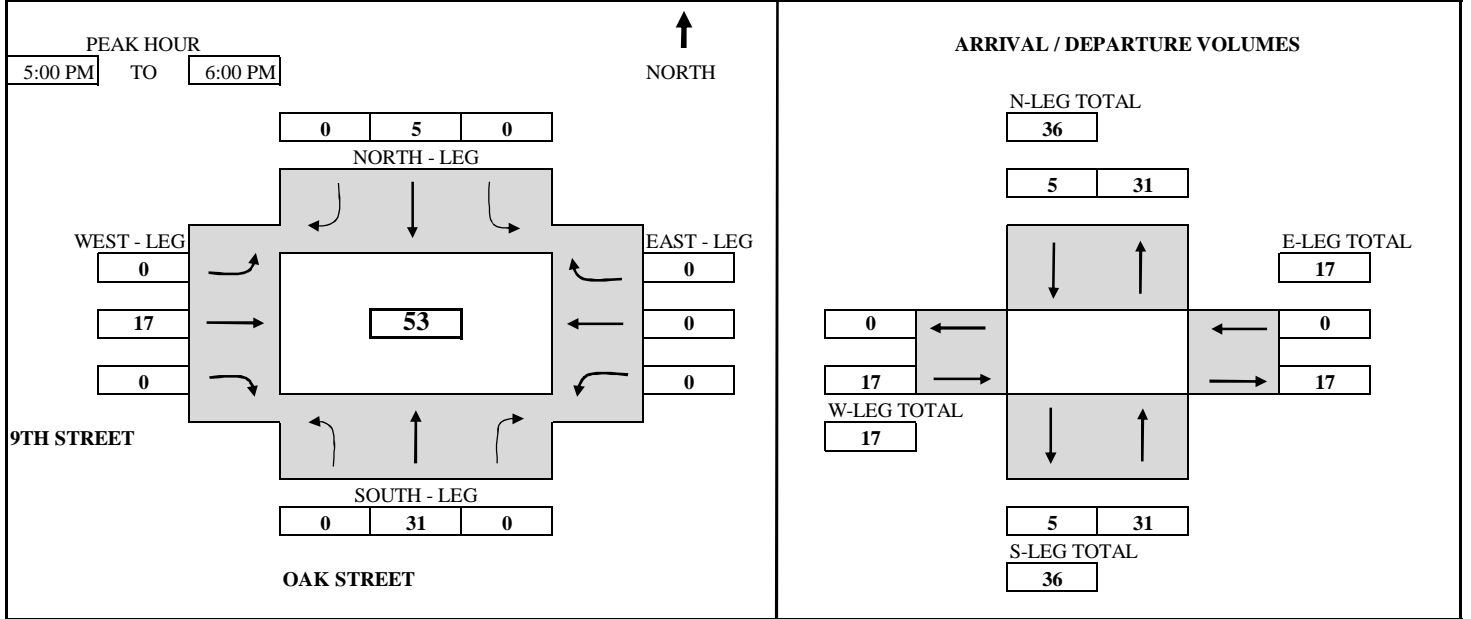 PEAK HOUR
5:00 PM TO 6:00 PM
NORTH
0 5 0
NORTH - LEG
WEST - LEG
EAST - LEG
0
0
17
53
0
0
0
9TH STREET
SOUTH - LEG
0 31 0
OAK STREET
ARRIVAL / DEPARTURE VOLUMES
N-LEG TOTAL
36
5 31
E-LEG TOTAL
17
0
0
17
17
W-LEG TOTAL
17
5 31
S-LEG TOTAL
36